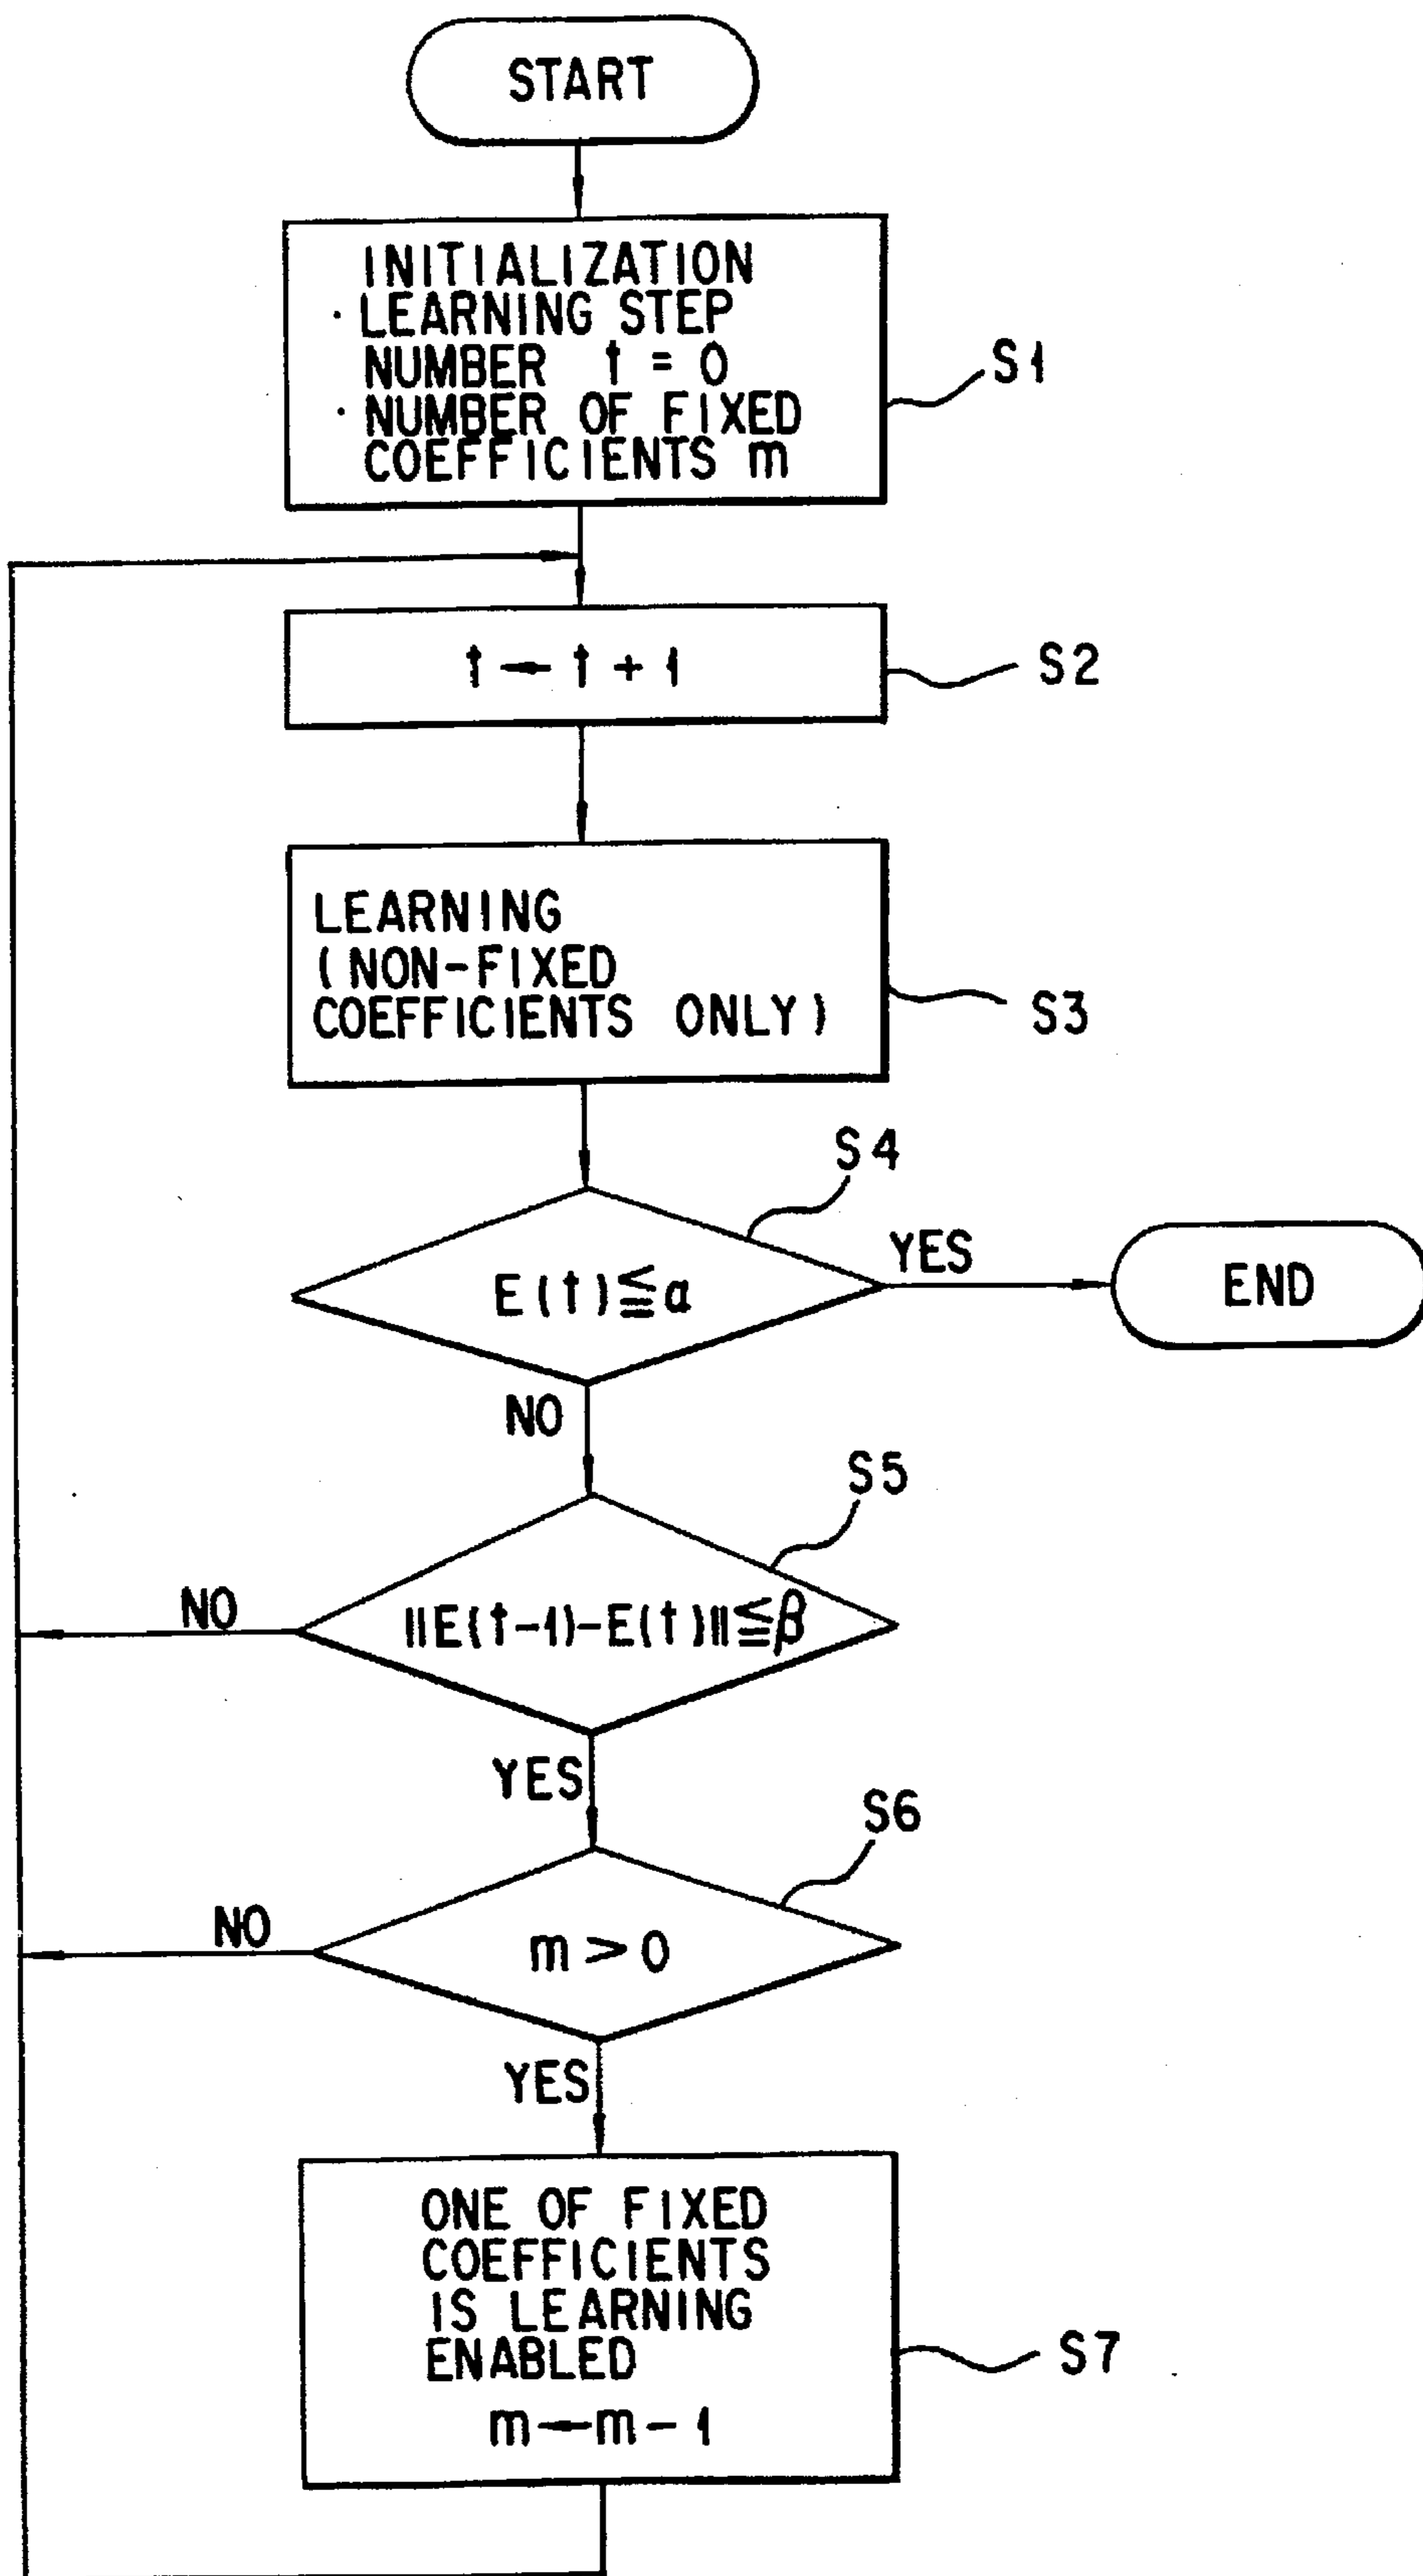 START
INITIALIZATION
· LEARNING STEP
NUMBER t = 0
· NUMBER OF FIXED
COEFFICIENTS m
S1
t ← t + 1
S2
LEARNING
(NON-FIXED
COEFFICIENTS ONLY)
S3
S4
E(t)≦α
YES
END
NO
S5
||E(t-1)-E(t)||≦β
NO
YES
S6
m > 0
NO
YES
ONE OF FIXED
COEFFICIENTS
IS LEARNING
ENABLED
m ← m - 1
S7